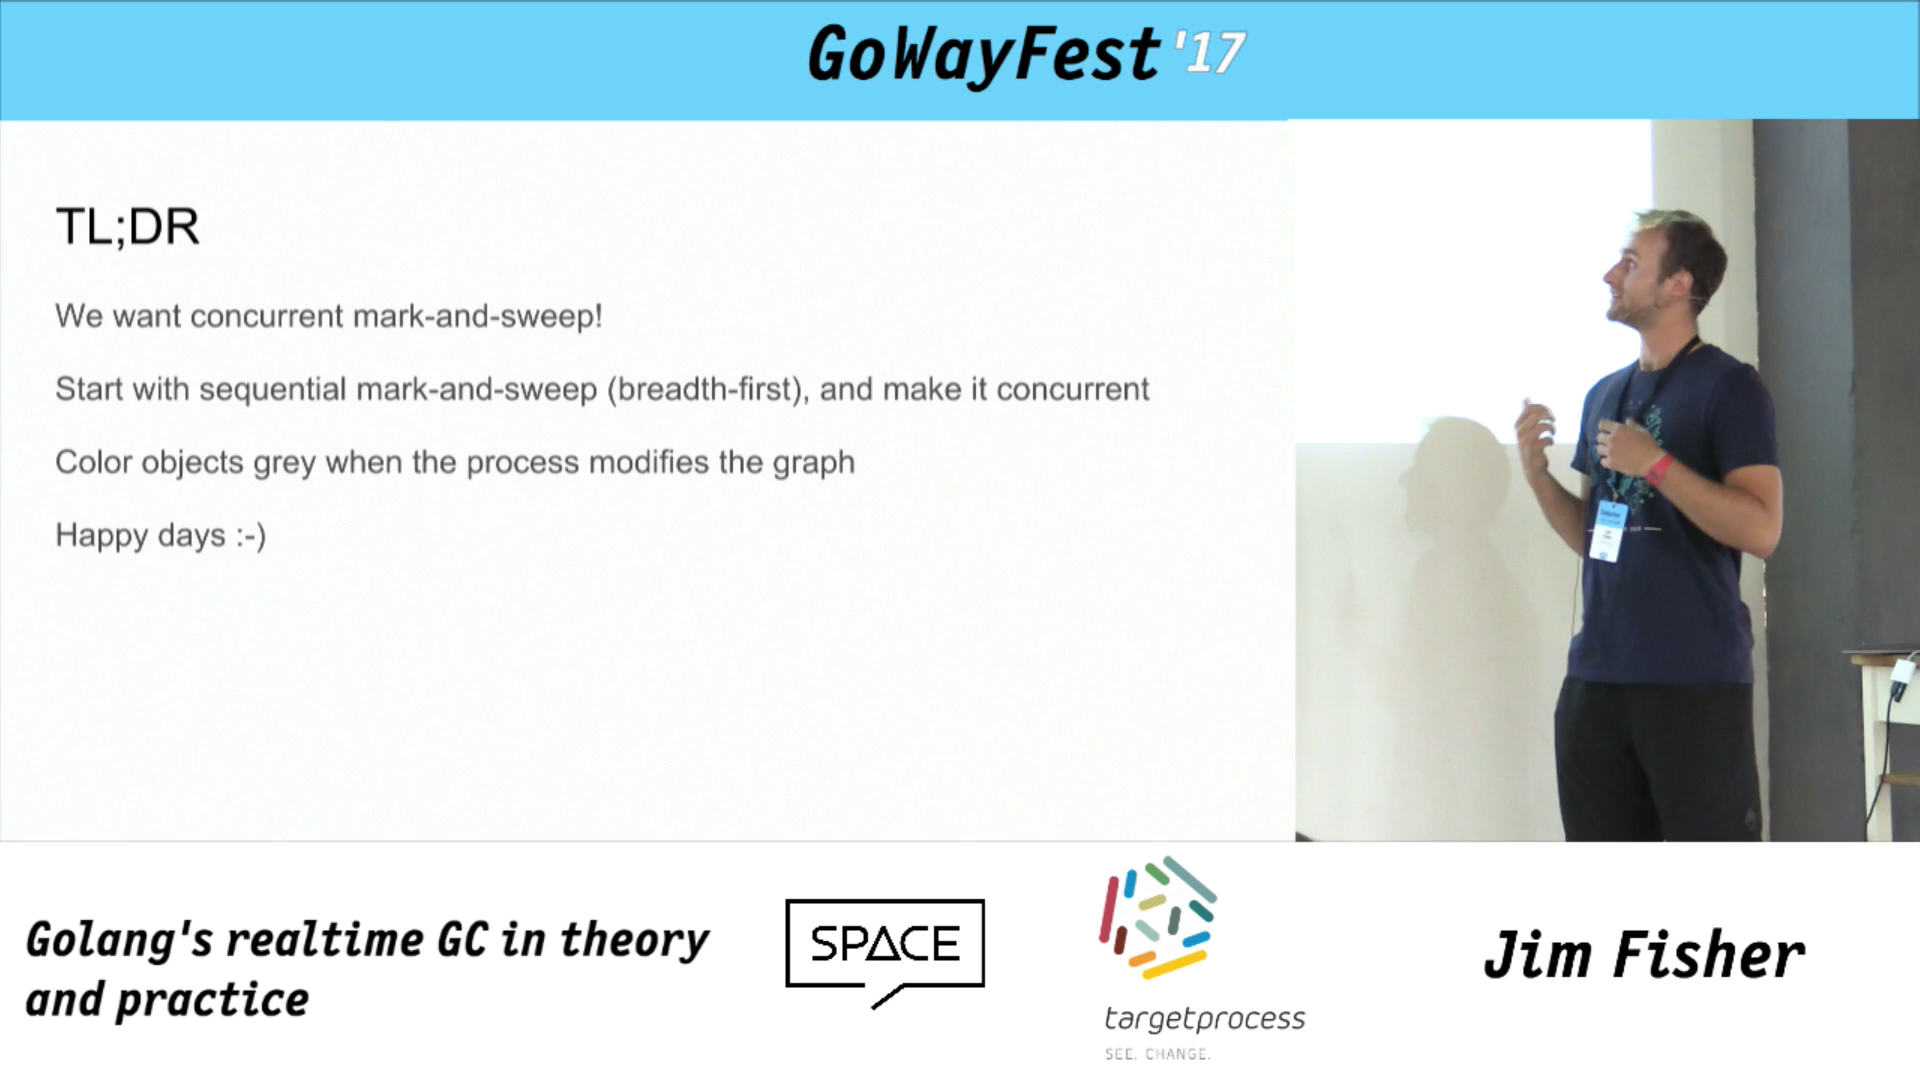 GoWayFest '17
TL;DR
We want concurrent mark-and-sweep!
Start with sequential mark-and-sweep (breadth-first), and make it concurrent
Color objects grey when the process modifies the graph
Happy days :-)
Golang's realtime GC in theory
and practice
SPACE
targetprocess
SEE. CHANGE.
Jim Fisher